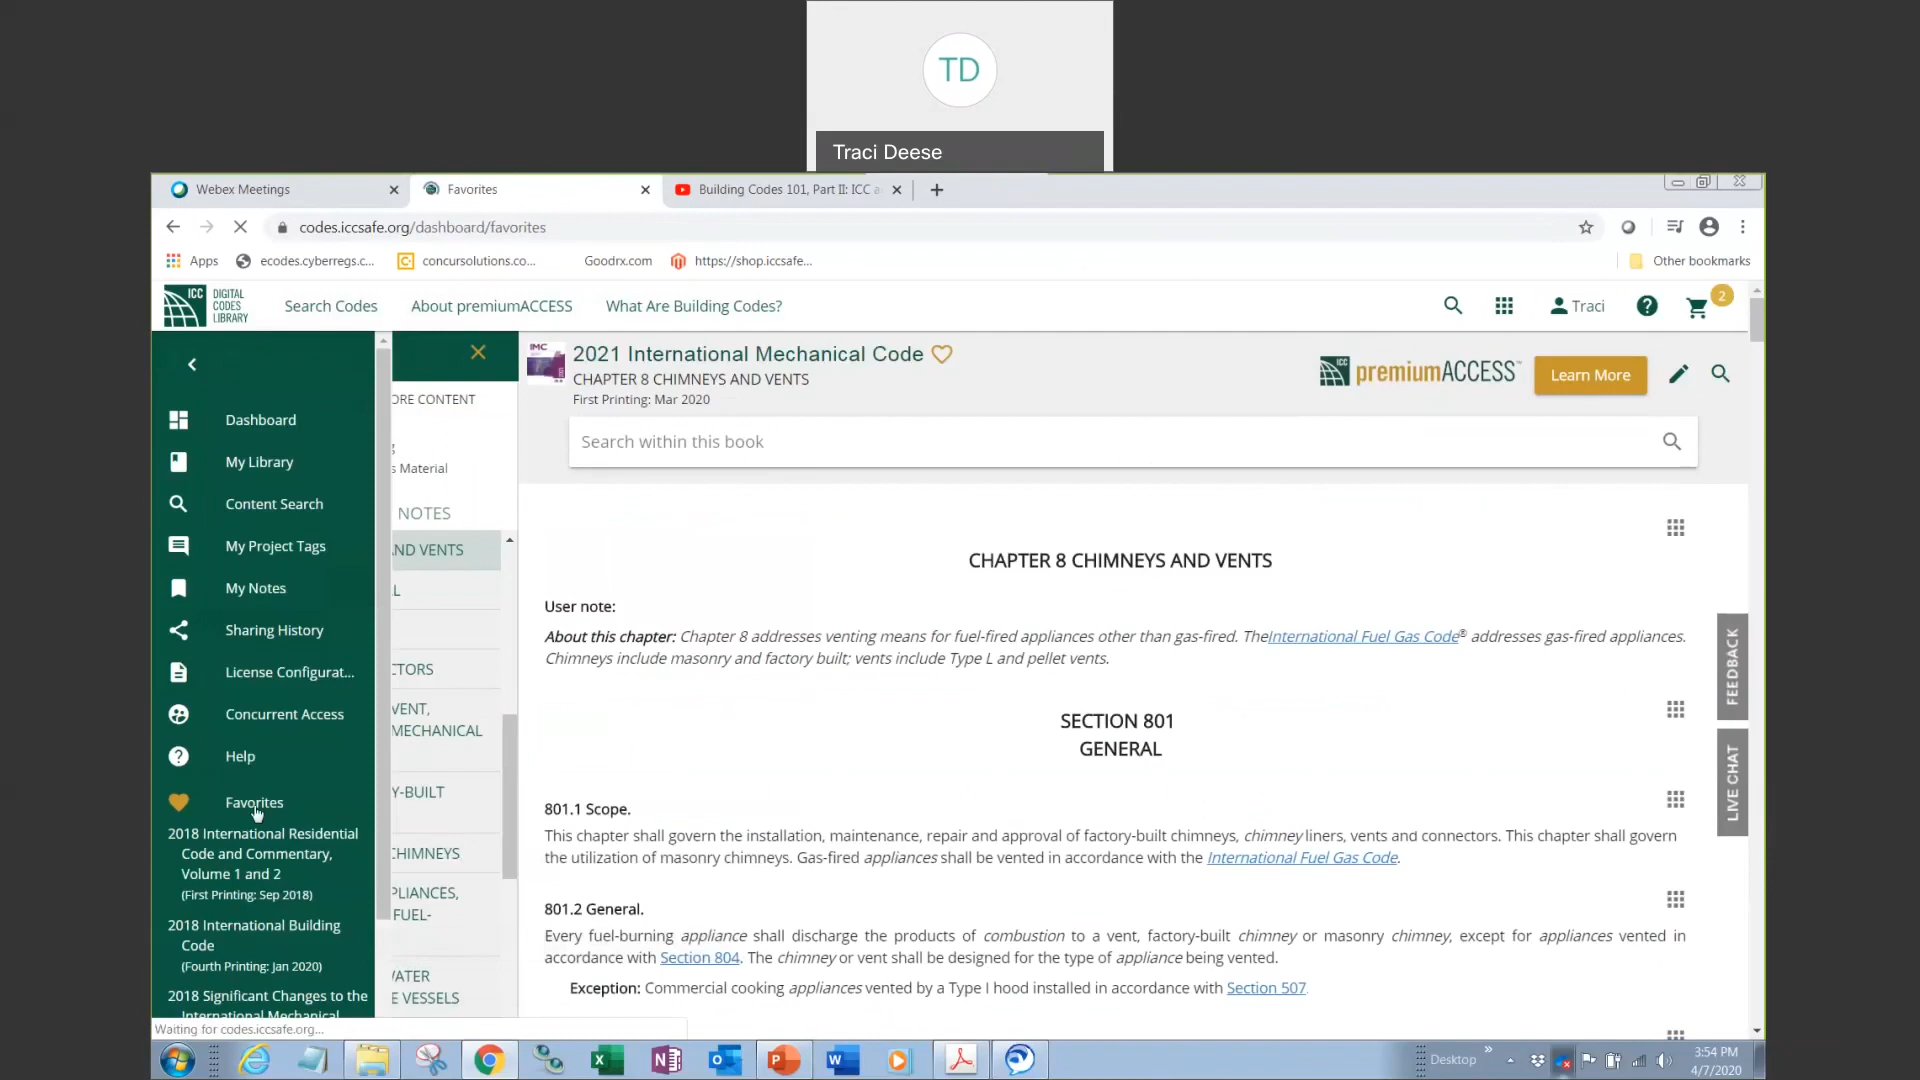 TD
Traci Deese
Webex Meetings
Favorites
Building Codes 101, Part II: ICC a
codes.iccsafe.org/dashboard/favorites
Apps
ecodes.cyberregs.c...
concursolutions.co...
Goodrx.com
https://shop.iccsafe...
Other bookmarks
ICC
DIGITAL
CODES
LIBRARY
Search Codes
About premiumACCESS
What Are Building Codes?
Traci
2
Dashboard
My Library
Content Search
My Project Tags
My Notes
Sharing History
License Configurat...
Concurrent Access
Help
Favorites
2018 International Residential
Code and Commentary,
Volume 1 and 2
(First Printing: Sep 2018)
2018 International Building
Code
(Fourth Printing: Jan 2020)
2018 Significant Changes to the
International Mechanical
ORE CONTENT
s Material
NOTES
AND VENTS
L
CTORS
VENT,
MECHANICAL
Y-BUILT
CHIMNEYS
PLIANCES,
FUEL-
WATER
E VESSELS
IMC
2021 International Mechanical Code
CHAPTER 8 CHIMNEYS AND VENTS
First Printing: Mar 2020
ICC premiumACCESS™
Learn More
Search within this book
CHAPTER 8 CHIMNEYS AND VENTS
User note:
About this chapter: Chapter 8 addresses venting means for fuel-fired appliances other than gas-fired. TheInternational Fuel Gas Code® addresses gas-fired appliances.
Chimneys include masonry and factory built; vents include Type L and pellet vents.
SECTION 801
GENERAL
801.1 Scope.
This chapter shall govern the installation, maintenance, repair and approval of factory-built chimneys, chimney liners, vents and connectors. This chapter shall govern
the utilization of masonry chimneys. Gas-fired appliances shall be vented in accordance with the International Fuel Gas Code.
801.2 General.
Every fuel-burning appliance shall discharge the products of combustion to a vent, factory-built chimney or masonry chimney, except for appliances vented in
accordance with Section 804. The chimney or vent shall be designed for the type of appliance being vented.
Exception: Commercial cooking appliances vented by a Type I hood installed in accordance with Section 507.
FEEDBACK
LIVE CHAT
Waiting for codes.iccsafe.org...
Desktop
3:54 PM
4/7/2020